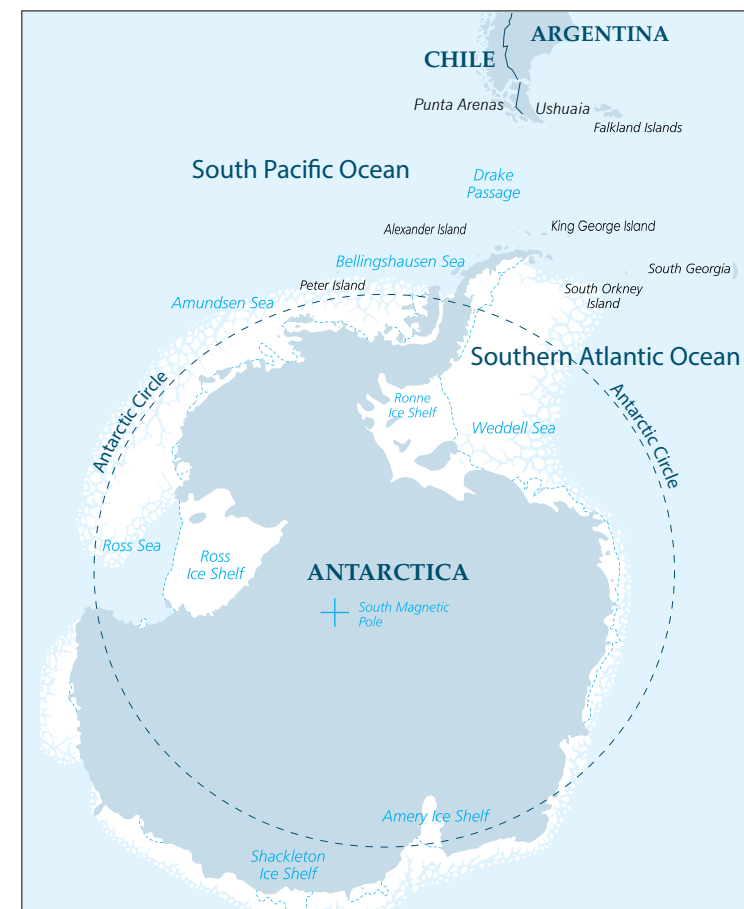 ARGENTINA
CHILE
Punta Arenas
Ushuaia
Falkland Islands
South Pacific Ocean
Drake
Passage
Alexander Island
King George Island
Bellingshausen Sea
South Georgia
Peter Island
South Orkney
Island
Amundsen Sea
Southern Atlantic Ocean
Antarctic Circle
Antarctic Circle
Ronne
Ice Shelf
Weddell Sea
Ross Sea
Ross
Ice Shelf
ANTARCTICA
South Magnetic
Pole
Amery Ice Shelf
Shackleton
Ice Shelf